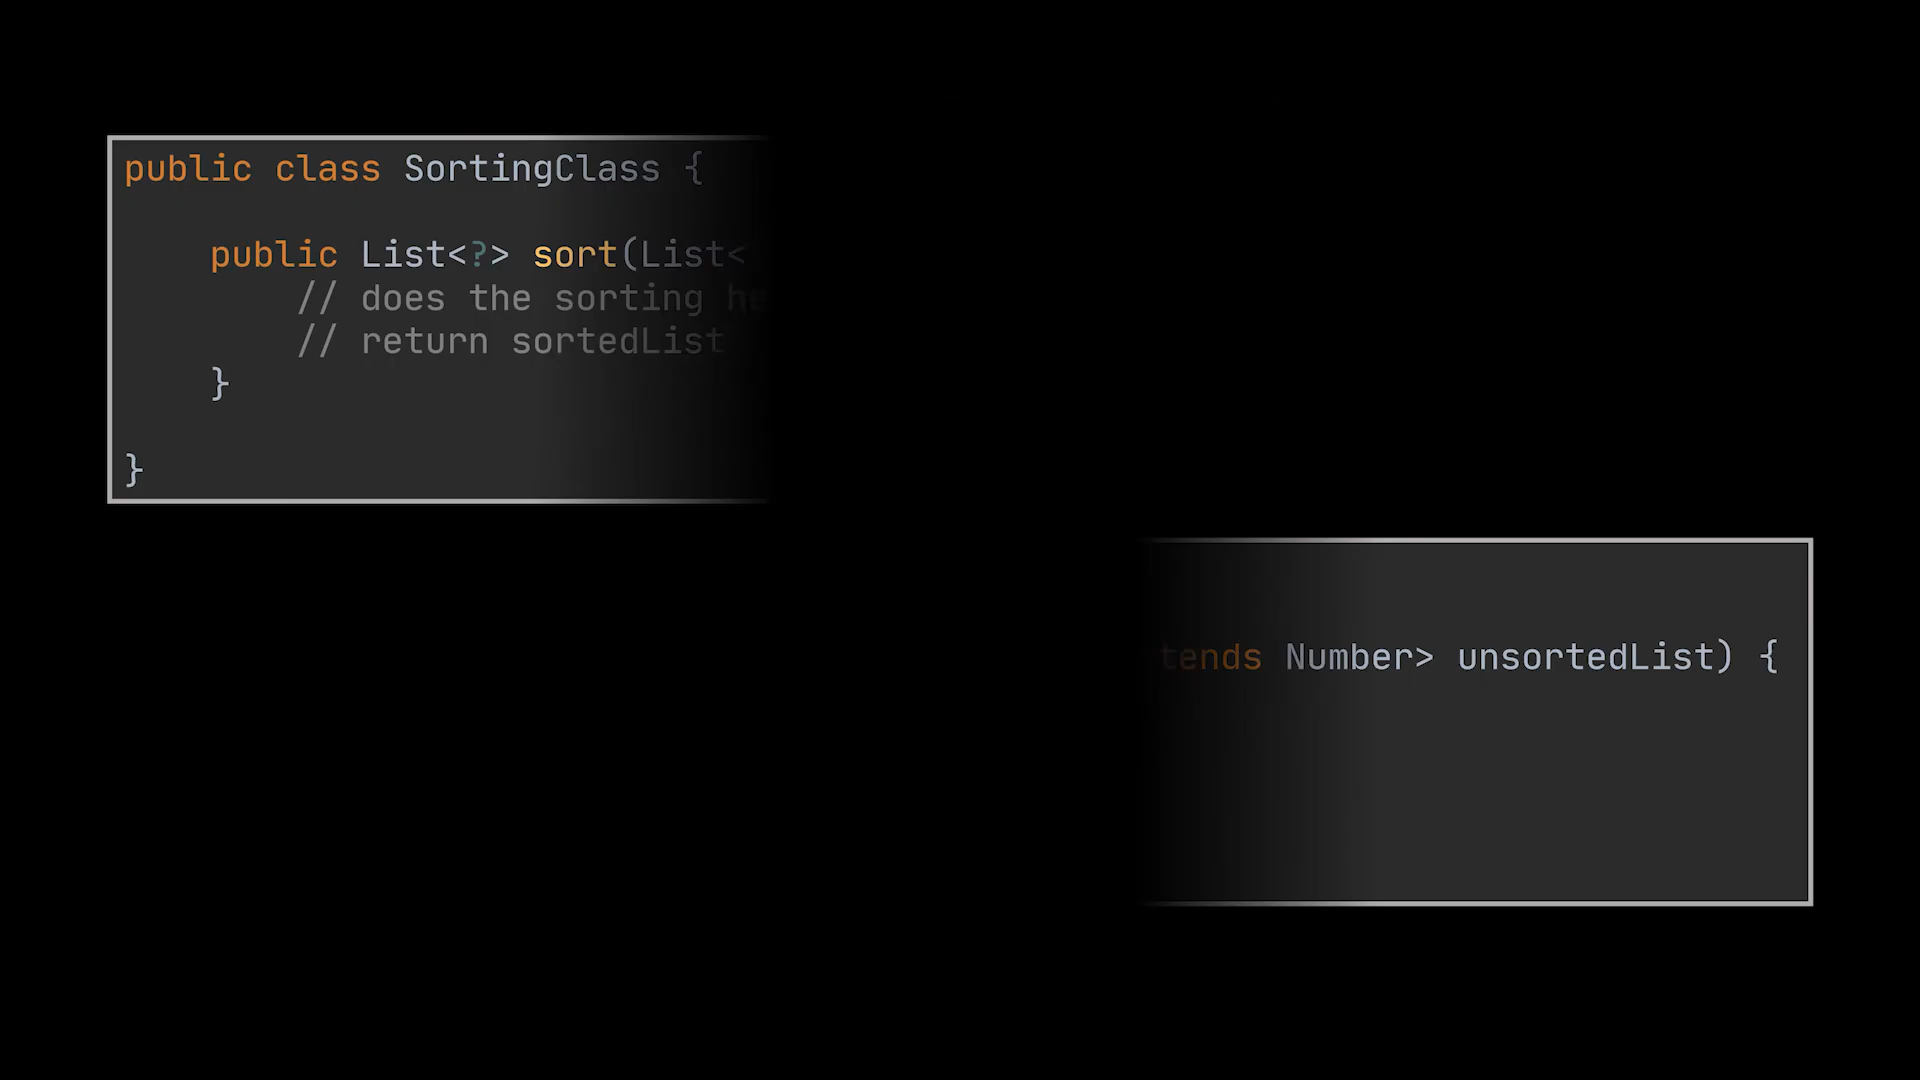 public class SortingClass {
public List<?> sort(List<
// does the sorting
// return sortedList
}
}
tends Number> unsortedList) {